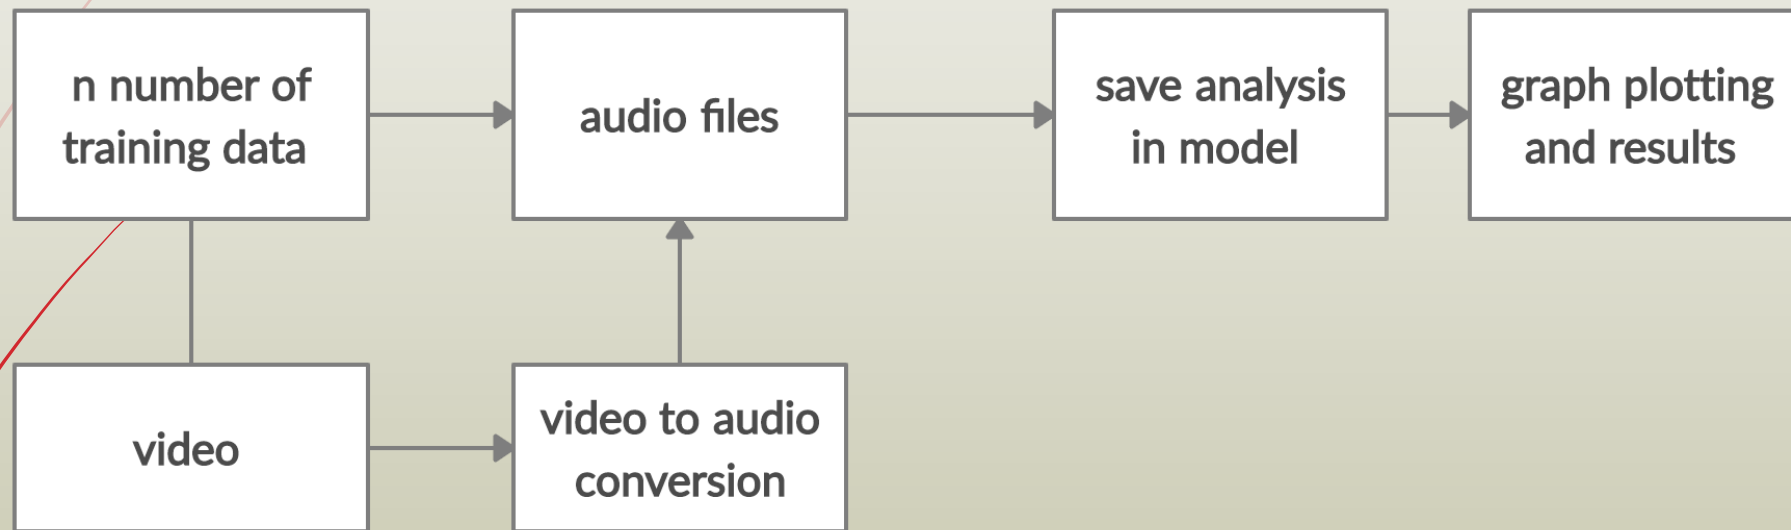 n number of
training data
audio files
save analysis
in model
graph plotting
and results
video
video to audio
conversion